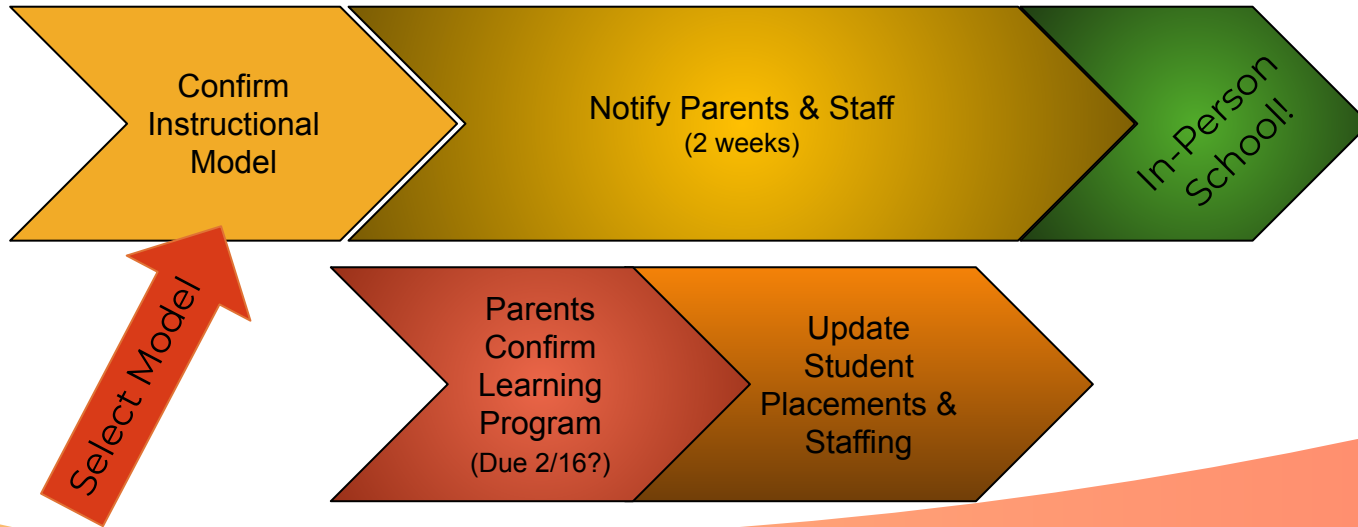 Confirm
Instructional
Model
Notify Parents & Staff
(2 weeks)
In-Person
School!
Select Model
Parents
Confirm
Learning
Program
(Due 2/16?)
Update
Student
Placements &
Staffing